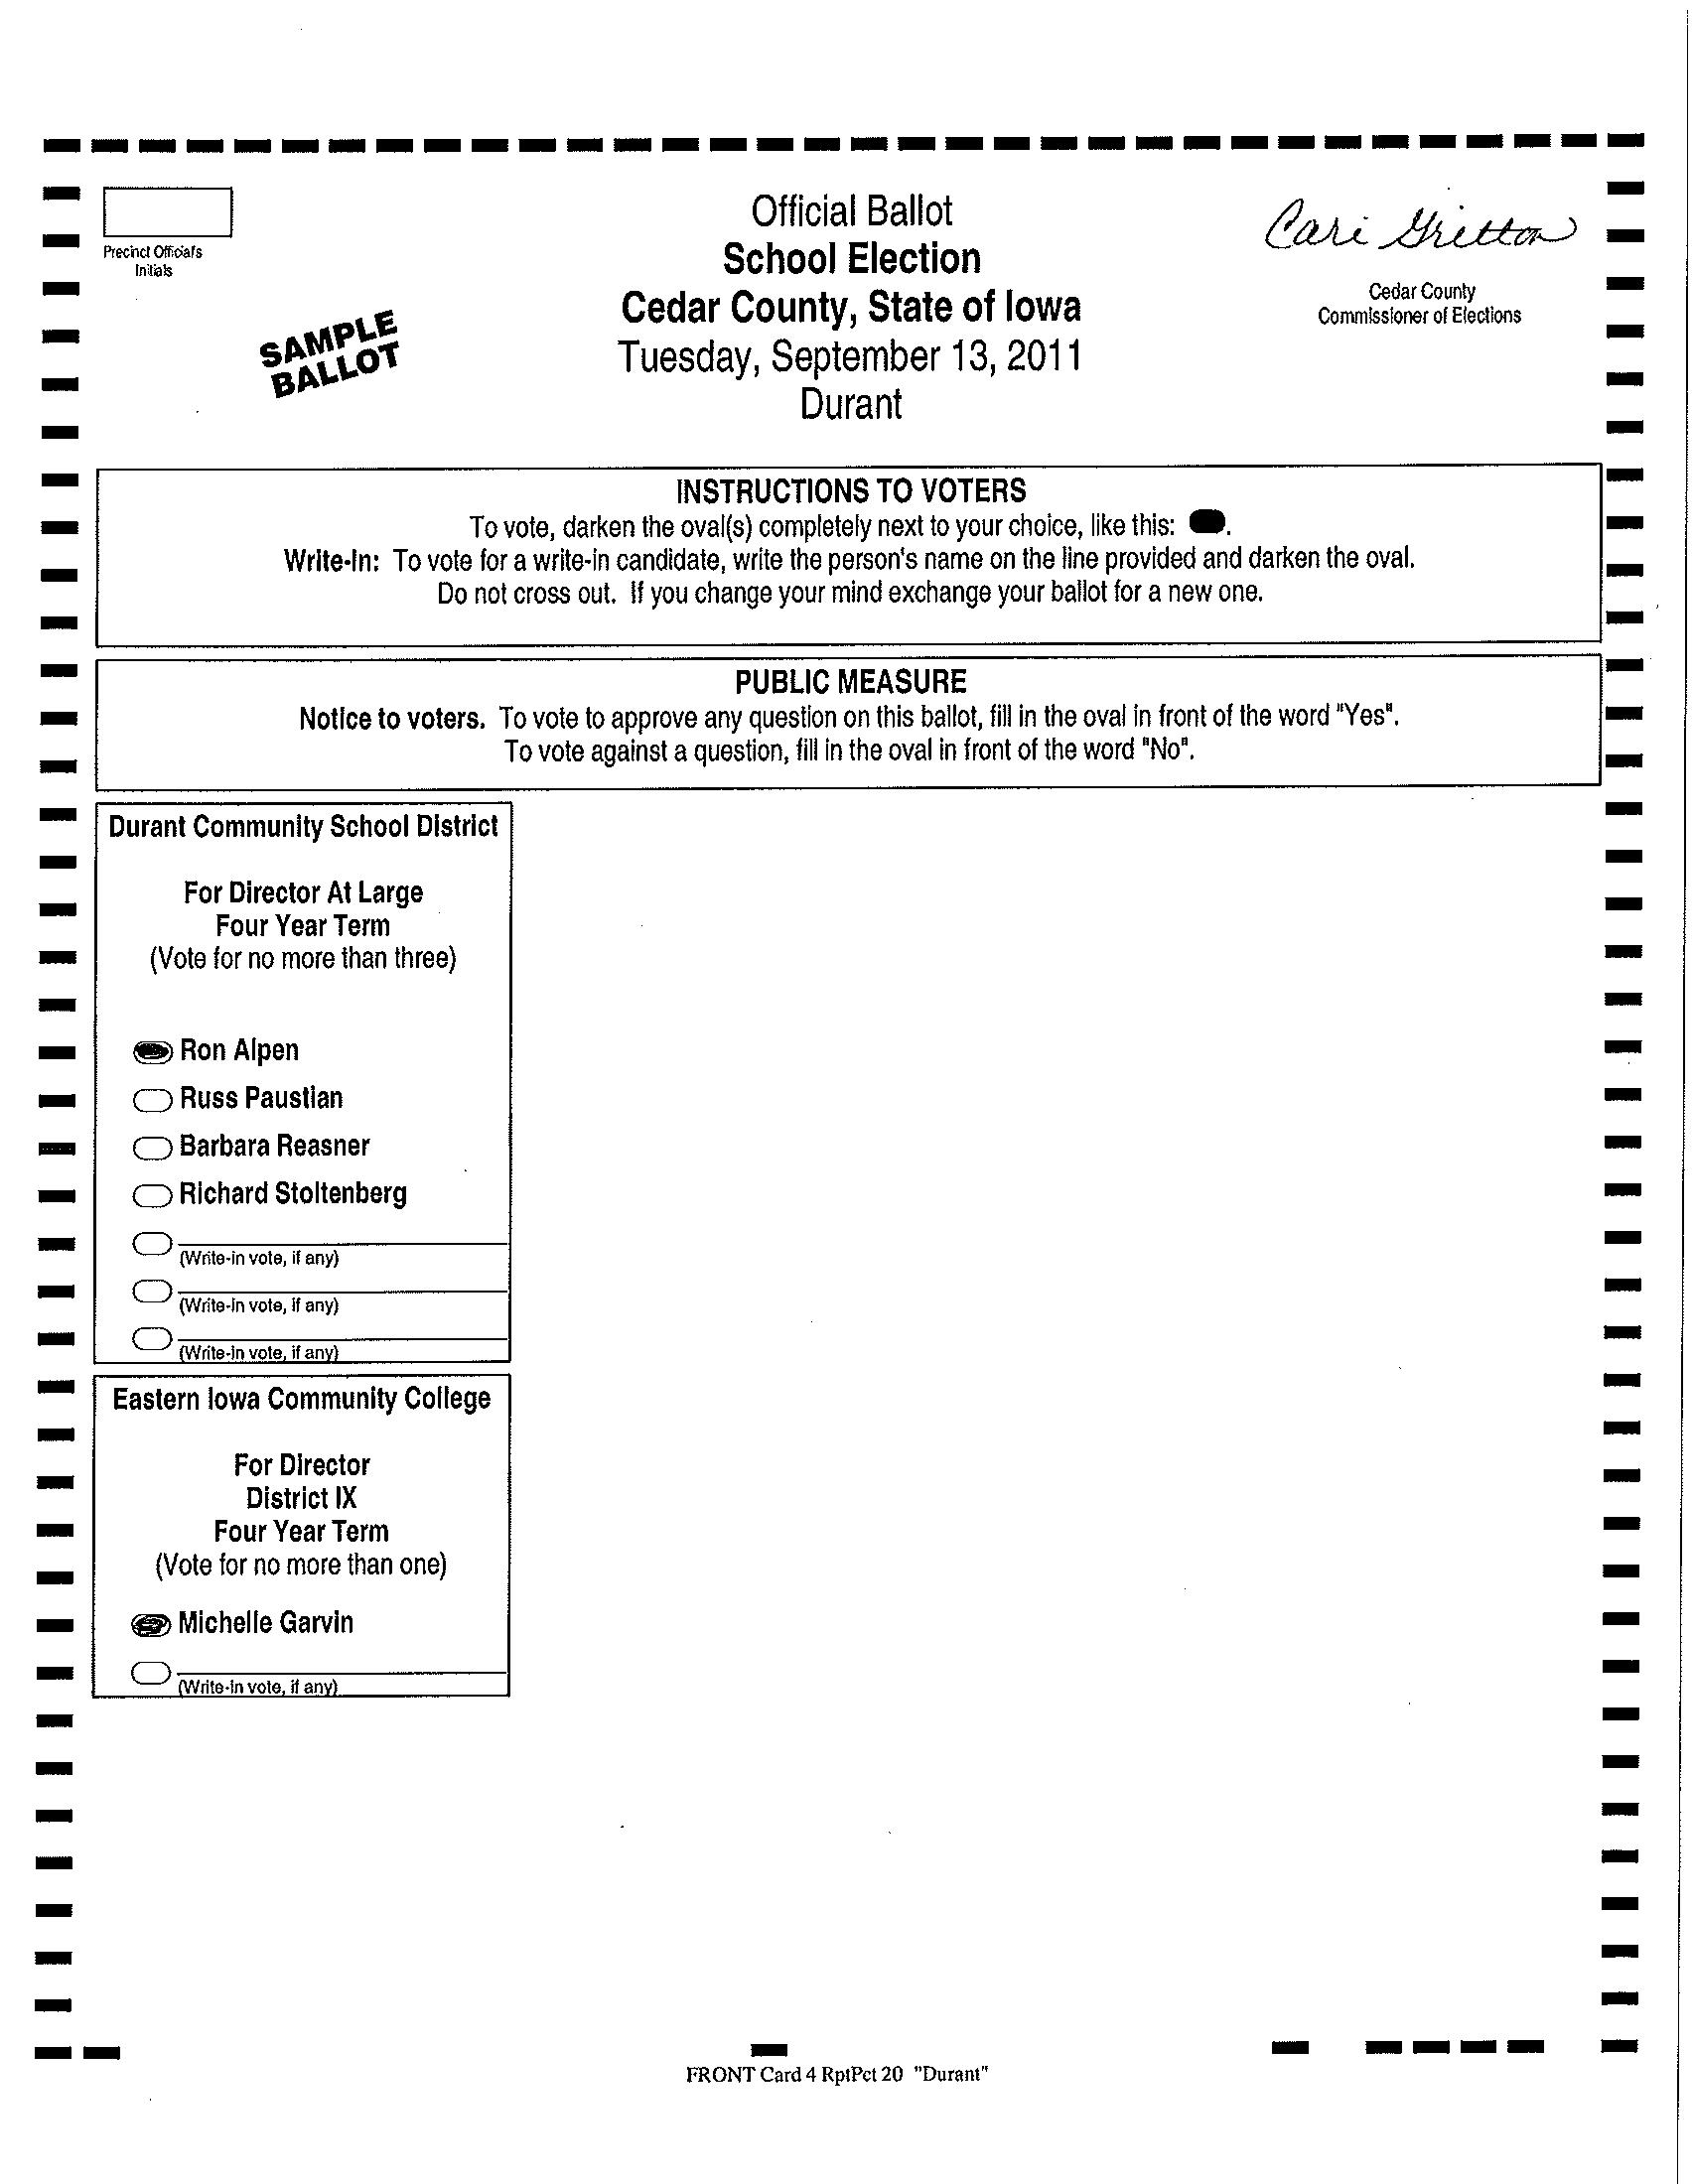 Official Ballot
School Election
Cedar County, State of Iowa
Tuesday, September 13, 2011
Durant
Precinct Official's
Initials
SAMPLE
BALLOT
Cari Gritton
Cedar County
Commissioner of Elections
INSTRUCTIONS TO VOTERS
To vote, darken the oval(s) completely next to your choice, like this: .
Write-In: To vote for a write-in candidate, write the person's name on the line provided and darken the oval.
Do not cross out. If you change your mind exchange your ballot for a new one.
PUBLIC MEASURE
Notice to voters. To vote to approve any question on this ballot, fill in the oval in front of the word "Yes".
To vote against a question, fill in the oval in front of the word "No".
Durant Community School District
For Director At Large
Four Year Term
(Vote for no more than three)
Ron Alpen
Russ Paustian
Barbara Reasner
Richard Stoltenberg
(Write-in vote, if any)
(Write-in vote, if any)
(Write-in vote, if any)
Eastern Iowa Community College
For Director
District IX
Four Year Term
(Vote for no more than one)
Michelle Garvin
(Write-in vote, if any)
FRONT Card 4 RptPct 20 "Durant"